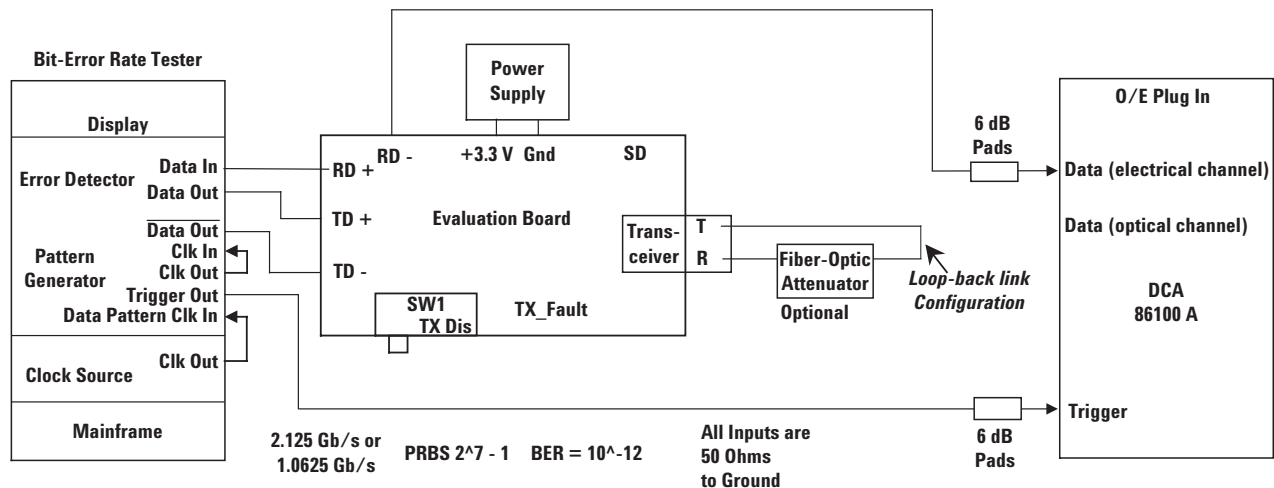 Bit-Error Rate Tester
Display
Error Detector
Data In
Data Out
Data Out
Clk In
Clk Out
Pattern
Generator
Trigger Out
Data Pattern Clk In
Clk Out
Clock Source
Mainframe
Power
Supply
RD -
+3.3 V Gnd
SD
RD +
TD +
Evaluation Board
TD -
Trans-
ceiver
T
R
SW1
TX Dis
TX_Fault
Fiber-Optic
Attenuator
Optional
Loop-back link
Configuration
6 dB
Pads
O/E Plug In
Data (electrical channel)
Data (optical channel)
DCA
86100 A
Trigger
6 dB
Pads
2.125 Gb/s or
1.0625 Gb/s
PRBS 2^7 - 1
BER = 10^-12
All Inputs are
50 Ohms
to Ground